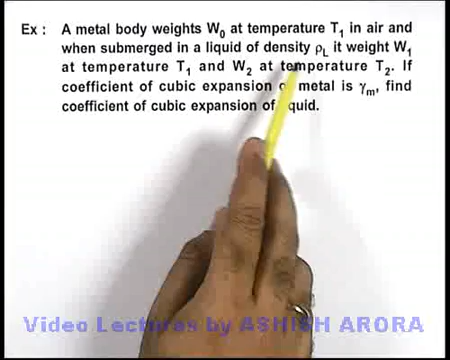 Ex : A metal body weights W₀ at temperature T₁ in air and
when submerged in a liquid of density ρL it weight W₁
at temperature T₁ and W₂ at temperature T₂. If
coefficient of cubic expansion metal is γm, find
coefficient of cubic expansion of
Video Lectures by ASHISH ARORA